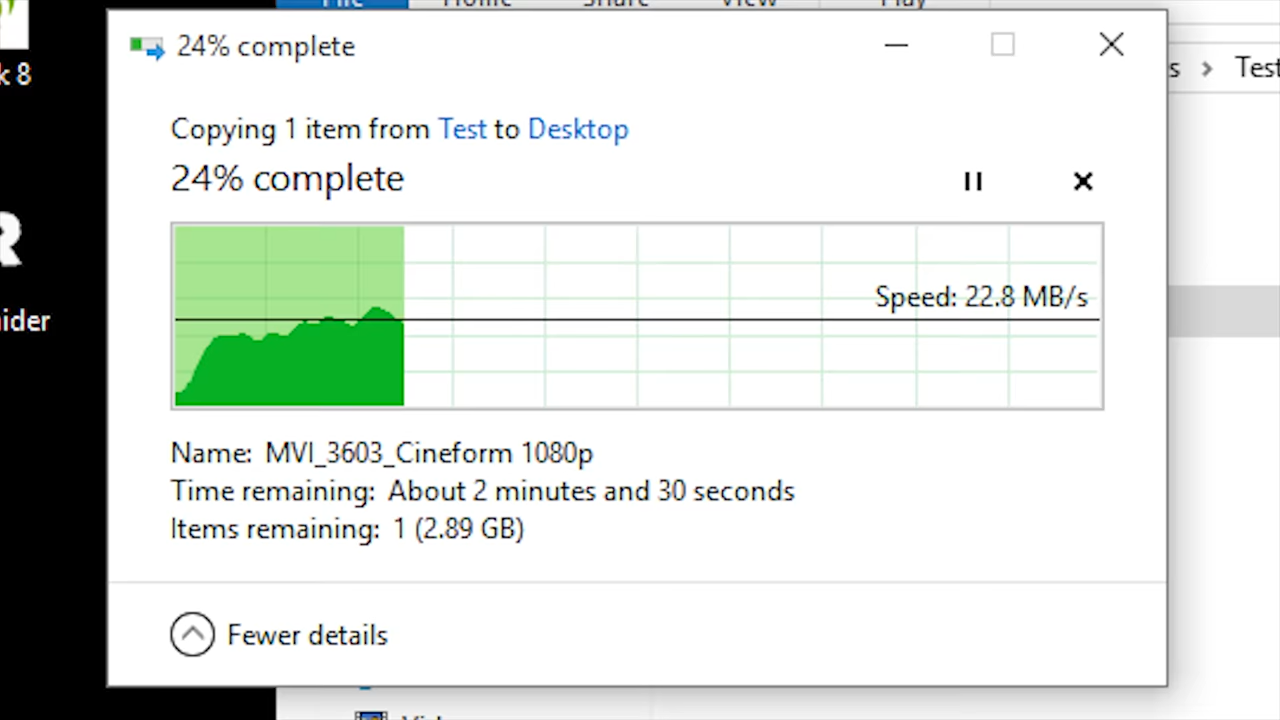 24% complete
k 8
s > Test
Copying 1 item from Test to Desktop
24% complete
Speed: 22.8 MB/s
ider
Name: MVI_3603_Cineform 1080p
Time remaining: About 2 minutes and 30 seconds
Items remaining: 1 (2.89 GB)
Fewer details